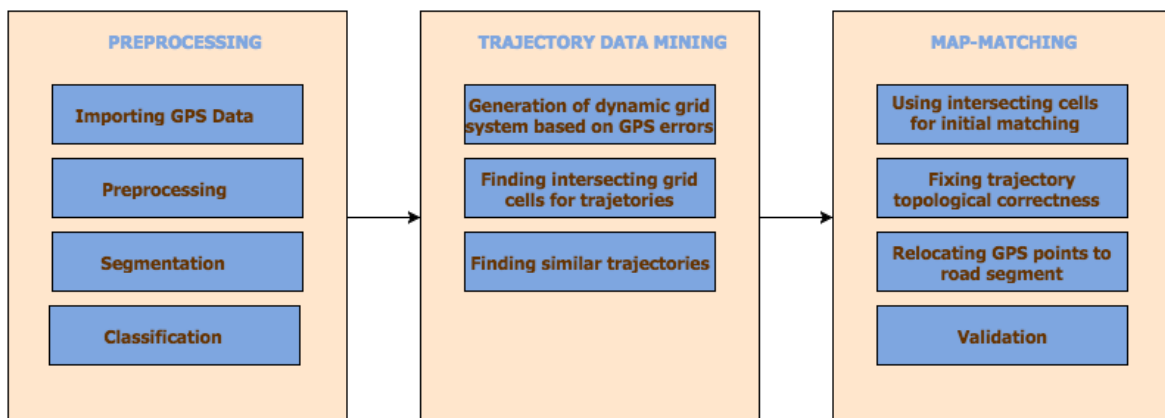 PREPROCESSING
Importing GPS Data
Preprocessing
Segmentation
Classification
TRAJECTORY DATA MINING
Generation of dynamic grid
system based on GPS errors
Finding intersecting grid
cells for trajetories
Finding similar trajectories
MAP-MATCHING
Using intersecting cells
for initial matching
Fixing trajectory
topological correctness
Relocating GPS points to
road segment
Validation